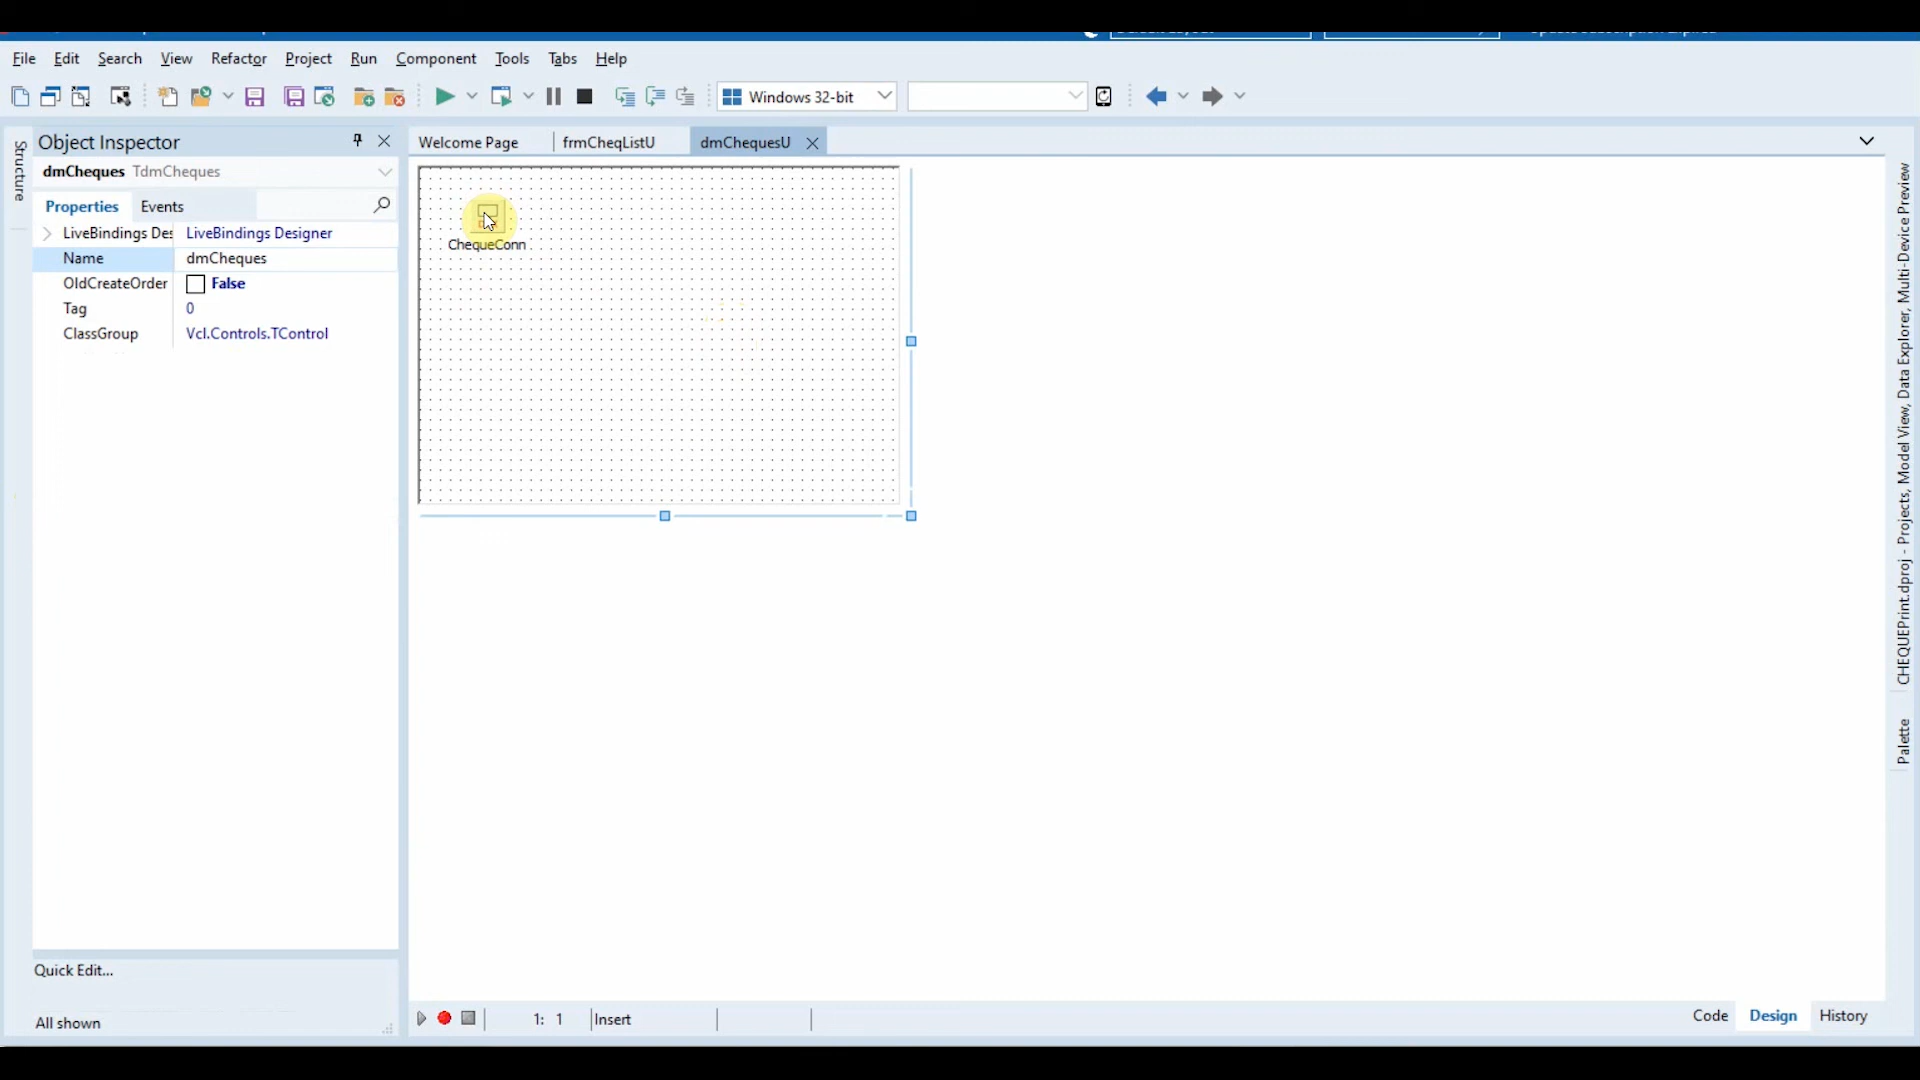 File Edit Search View Refactor Project Run Component Tools Tabs Help
Windows 32-bit
Structure
Object Inspector
dmCheques TdmCheques
Properties Events
LiveBindings Des LiveBindings Designer
Name dmCheques
OldCreateOrder False
Tag 0
ClassGroup Vcl.Controls.TControl
Quick Edit...
All shown
Welcome Page frmCheqListU dmChequesU
ChequeConn
1: 1 Insert
Code Design History
CHEQUEPrint.dproj - Projects, Model View, Data Explorer, Multi-Device Preview
Palette